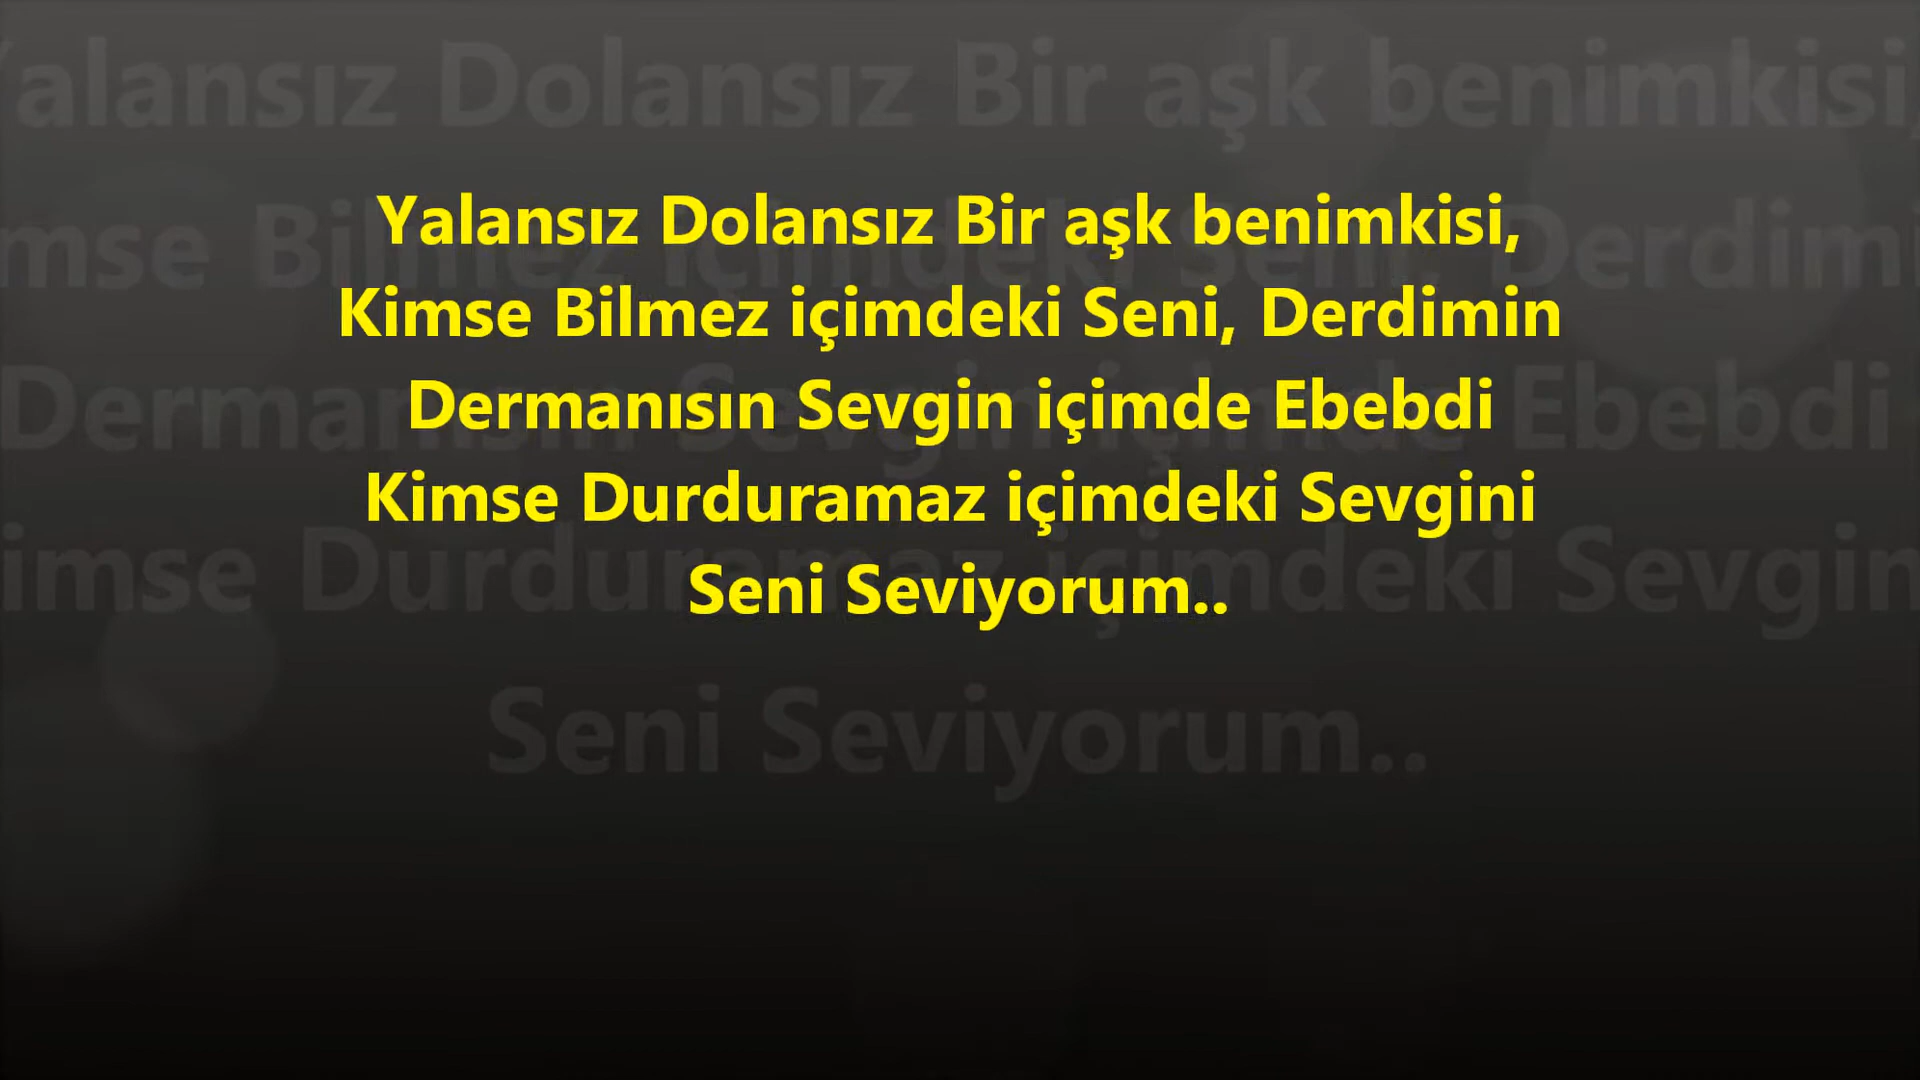 Yalansız Dolansız Bir aşk benimkisi,
Kimse Bilmez içimdeki Seni, Derdimin
Dermanısın Sevgin içimde Ebebdi
Kimse Durduramaz içimdeki Sevgini
Seni Seviyorum..